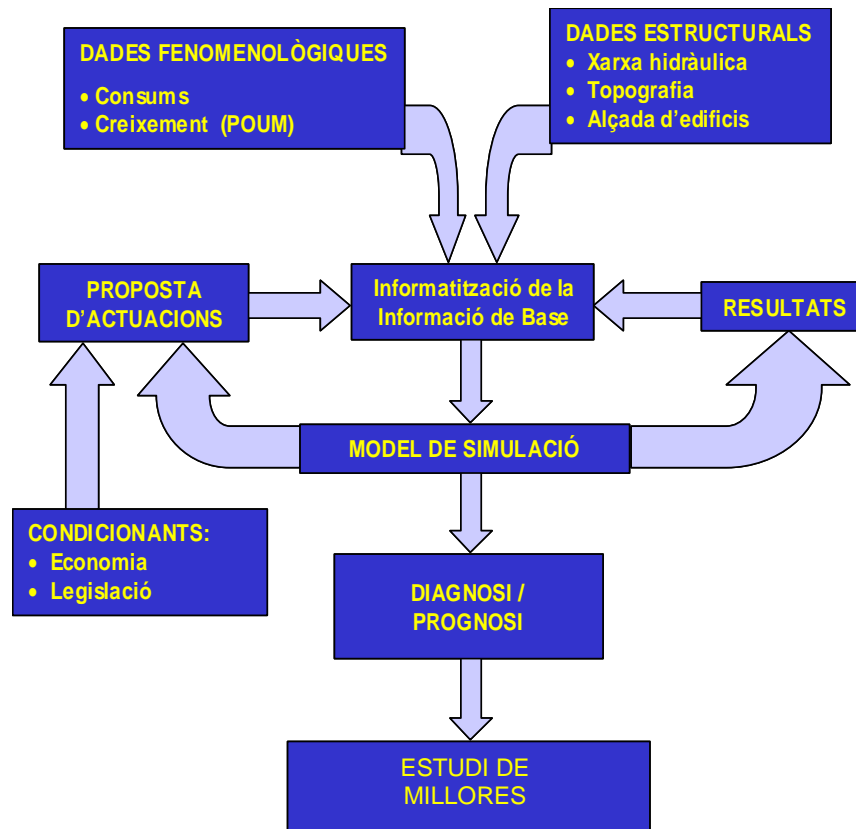 DADES FENOMENOLÒGIQUES
• Consums
• Creixement (POUM)
DADES ESTRUCTURALS
• Xarxa hidràulica
• Topografia
• Alçada d’edificis
PROPOSTA
D’ACTUACIONS
Informatització de la
Informació de Base
RESULTATS
MODEL DE SIMULACIÓ
CONDICIONANTS:
• Economia
• Legislació
DIAGNOSI /
PROGNOSI
ESTUDI DE
MILLORES